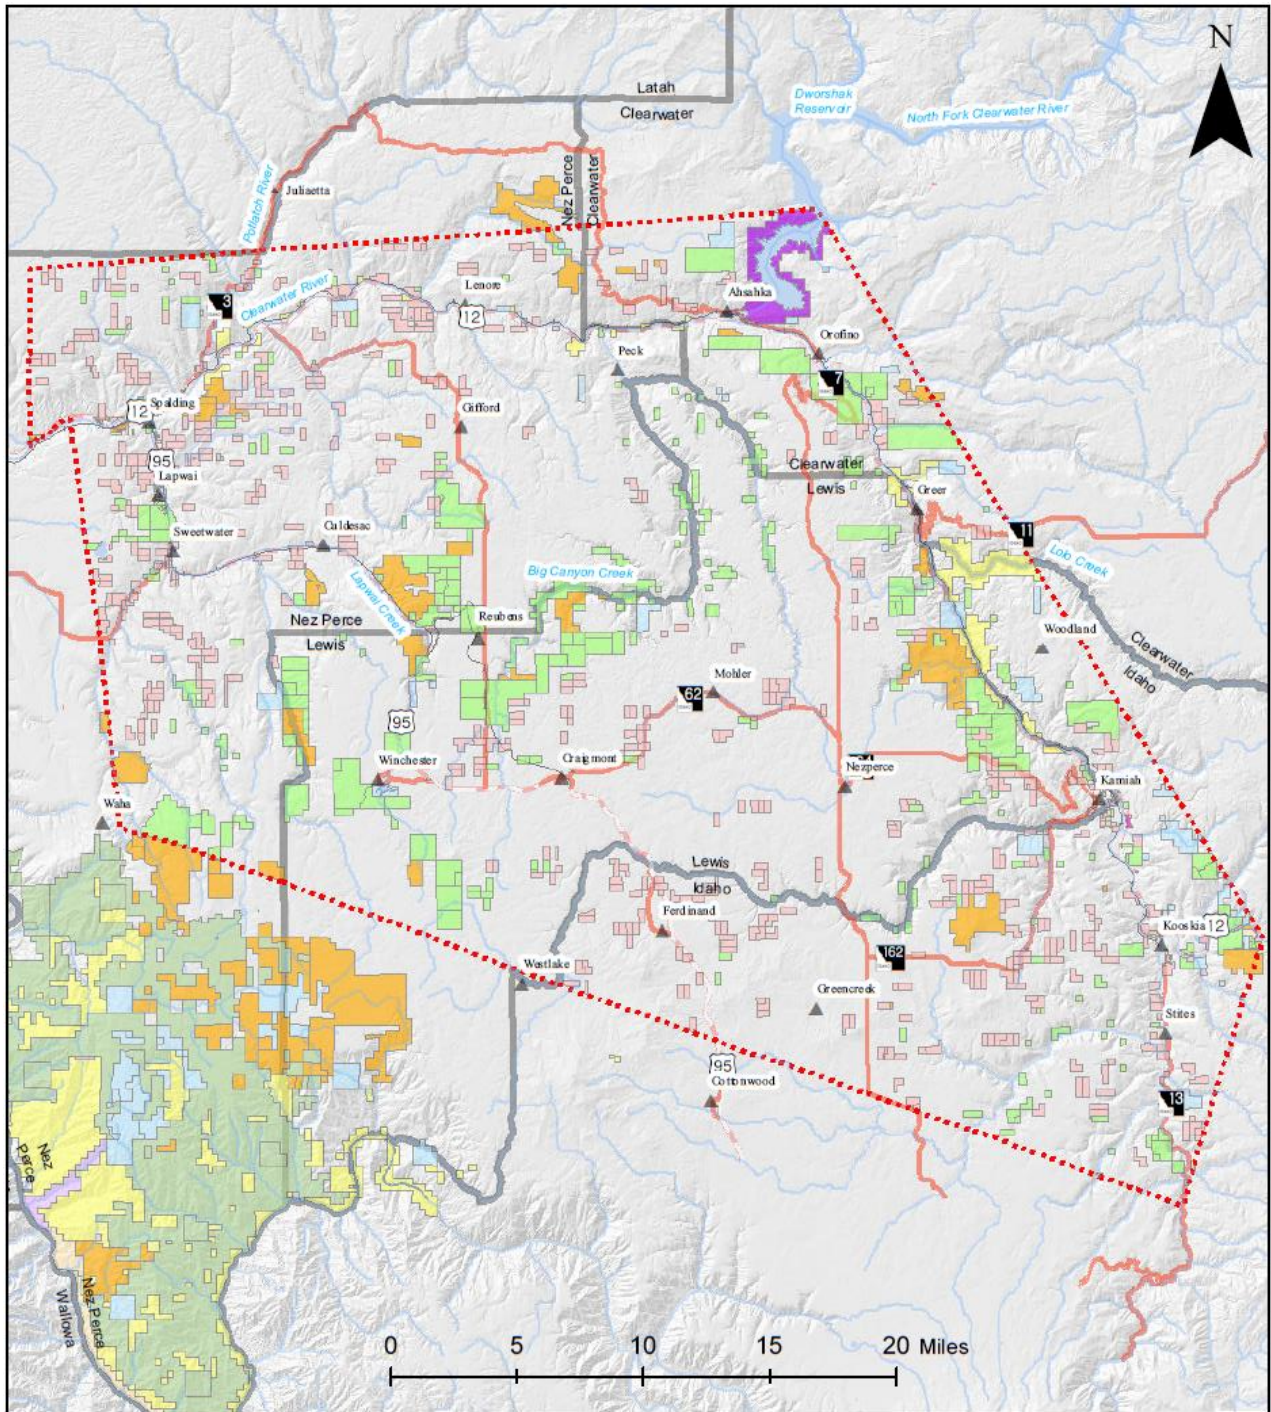 N
Latah
Clearwater
Dworshak
Reservoir
North Fork Clearwater River
Nez Perce
Clearwater
Potlatch River
Juliaetta
Clearwater River
3
Lenore
12
Ahsahka
Orofino
Peck
7
12
Spalding
Gifford
95
Lapwai
Clearwater
Lewis
Greer
Sweetwater
Culdesac
11
Lolo Creek
Big Canyon Creek
Lapwai Creek
Nez Perce
Lewis
Reubens
Woodland
Clearwater
Idaho
Mohler
62
95
Winchester
Craigmont
Nezperce
Kamiah
Waha
Lewis
Idaho
Ferdinand
Kooskia
12
162
Westlake
Greencreek
Stites
95
Cottonwood
13
Nez
Perce
Nez Perce
Wallowa
0 5 10 15 20 Miles